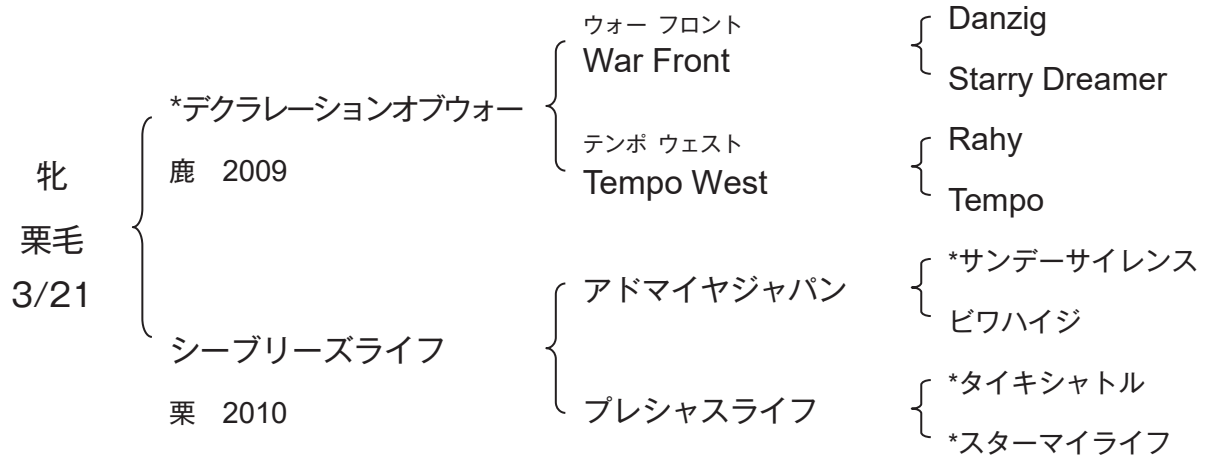 牝
栗毛
3/21
*デクラレーションオブウォー
鹿 2009
シーブリーズライフ
栗 2010
ウォー フロント
War Front
テンポ ウェスト
Tempo West
アドマイヤジャパン
プレシャスライフ
Danzig
Starry Dreamer
Rahy
Tempo
*サンデーサイレンス
ビワハイジ
*タイキシャトル
*スターマイライフ